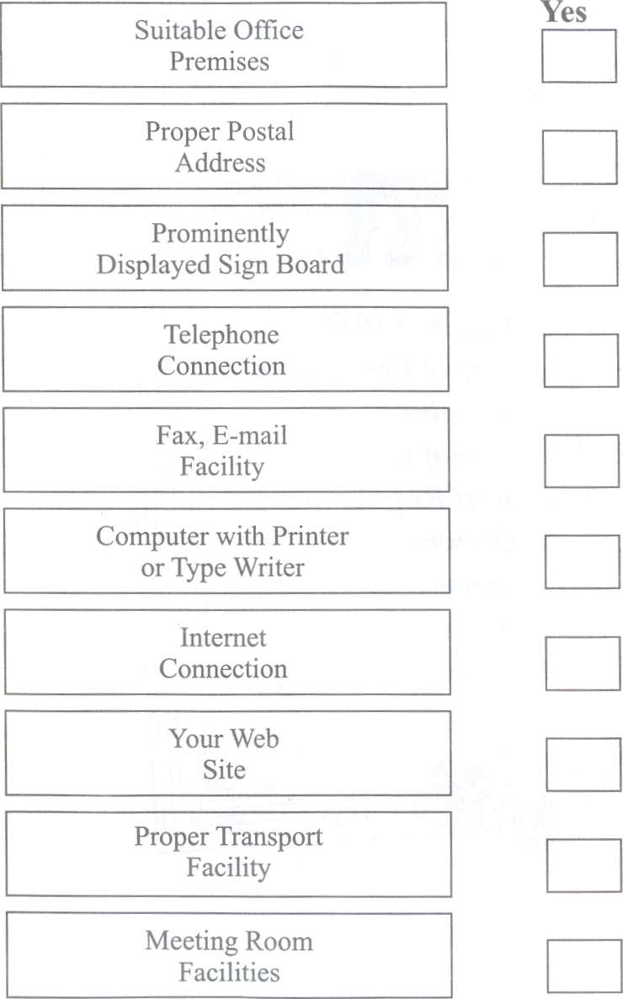 Yes
Suitable Office
Premises
Proper Postal
Address
Prominently
Displayed Sign Board
Telephone
Connection
Fax, E-mail
Facility
Computer with Printer
or Type Writer
Internet
Connection
Your Web
Site
Proper Transport
Facility
Meeting Room
Facilities